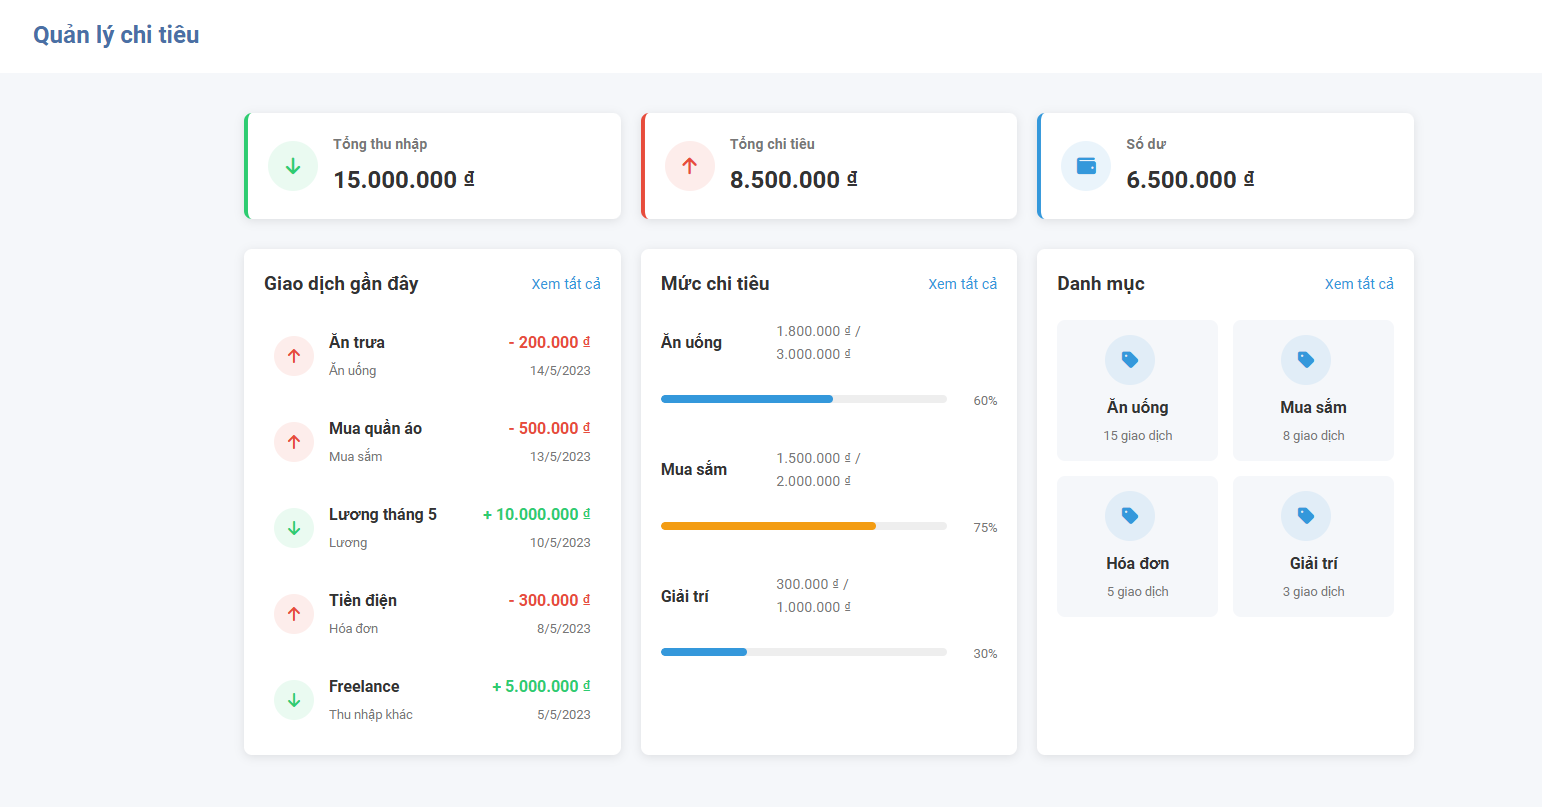 Quản lý chi tiêu
Tổng thu nhập
15.000.000 ₫
Tổng chi tiêu
8.500.000 ₫
Số dư
6.500.000 ₫
Giao dịch gần đây
Xem tất cả
Ăn trưa
- 200.000 ₫
Ăn uống
14/5/2023
Mua quần áo
- 500.000 ₫
Mua sắm
13/5/2023
Lương tháng 5
+ 10.000.000 ₫
Lương
10/5/2023
Tiền điện
- 300.000 ₫
Hóa đơn
8/5/2023
Freelance
+ 5.000.000 ₫
Thu nhập khác
5/5/2023
Mức chi tiêu
Xem tất cả
Ăn uống
1.800.000 ₫ /
3.000.000 ₫
60%
Mua sắm
1.500.000 ₫ /
2.000.000 ₫
75%
Giải trí
300.000 ₫ /
1.000.000 ₫
30%
Danh mục
Xem tất cả
Ăn uống
15 giao dịch
Mua sắm
8 giao dịch
Hóa đơn
5 giao dịch
Giải trí
3 giao dịch